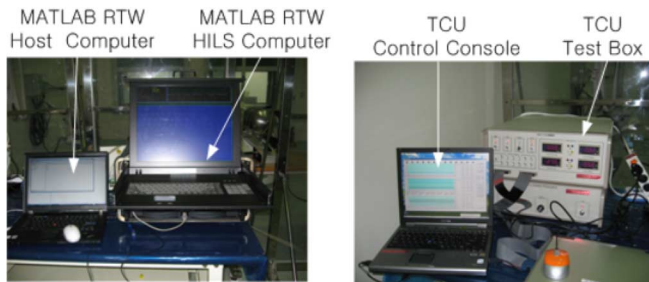 MATLAB RTW
Host Computer
MATLAB RTW
HILS Computer
TCU
Control Console
TCU
Test Box